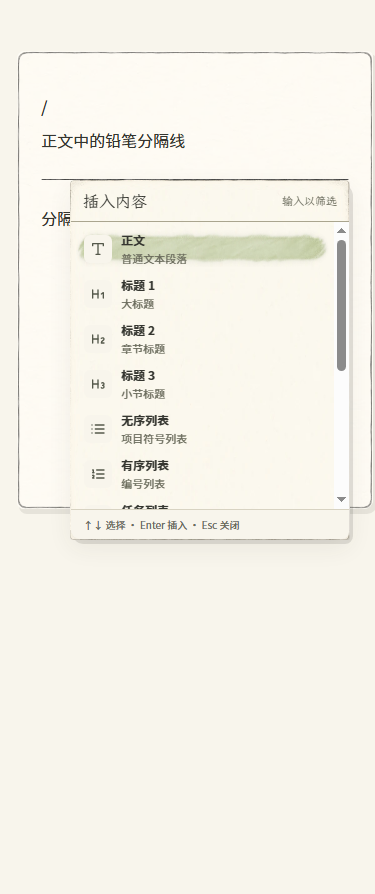 /
正文中的铅笔分隔线
分隔
插入内容 输入以筛选
T 正文
普通文本段落
H1 标题 1
大标题
H2 标题 2
章节标题
H3 标题 3
小节标题
无序列表
项目符号列表
有序列表
编号列表
↑↓ 选择 · Enter 插入 · Esc 关闭